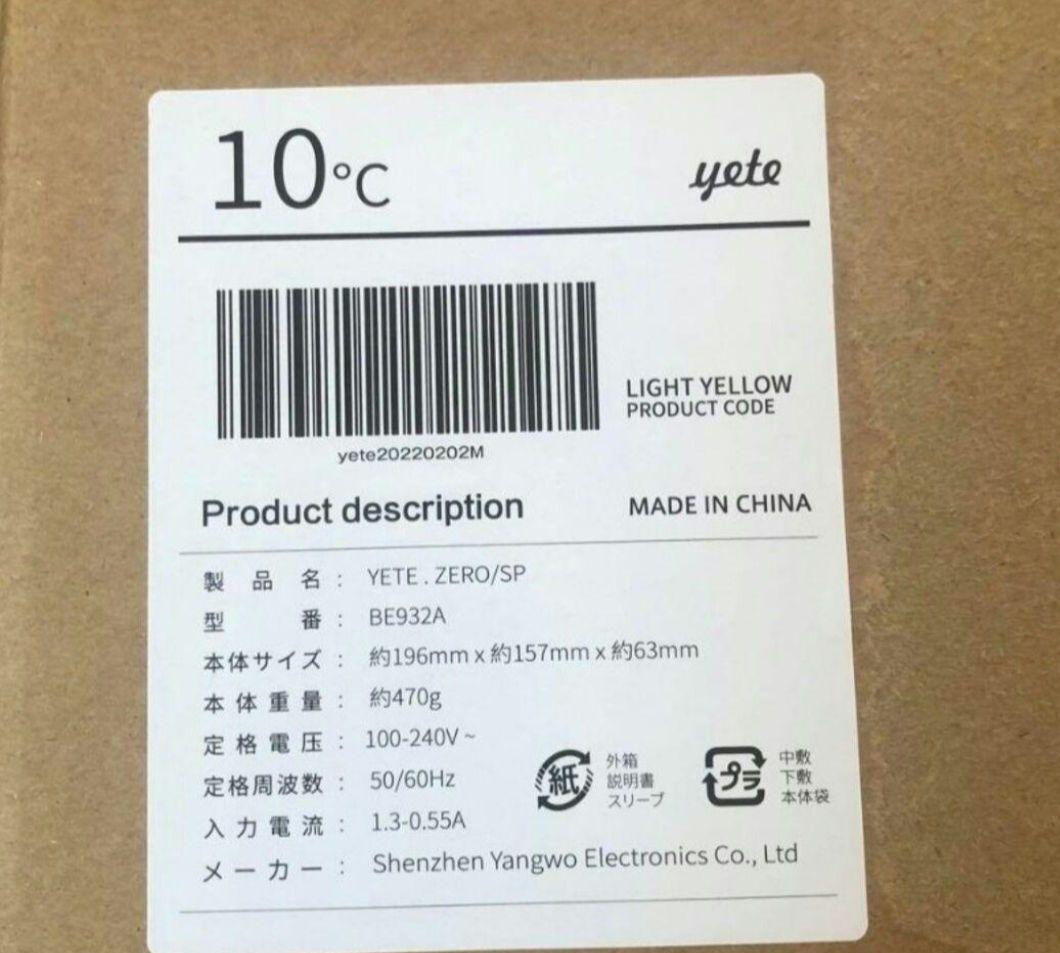 10°C
yete
LIGHT YELLOW
PRODUCT CODE
yete20220202M
Product description
MADE IN CHINA
製品名： YETE . ZERO/SP
型番： BE932A
本体サイズ： 約196mm x 約157mm x 約63mm
本体重量： 約470g
定格電圧： 100-240V ~
定格周波数： 50/60Hz
入力電流： 1.3-0.55A
メーカー： Shenzhen Yangwo Electronics Co., Ltd
紙
外箱
説明書
スリーブ
プラ
中敷
下敷
本体袋